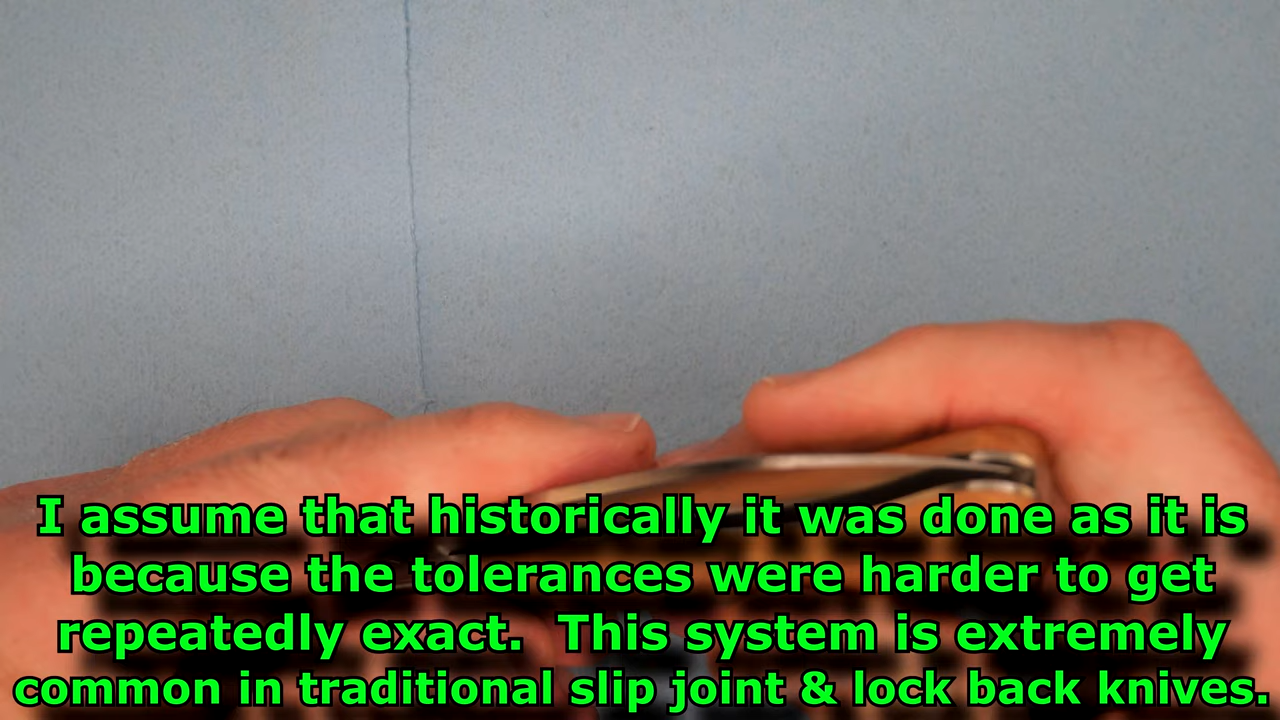 I assume that historically it was done as it is
because the tolerances were harder to get
repeatedly exact.  This system is extremely
common in traditional slip joint & lock back knives.